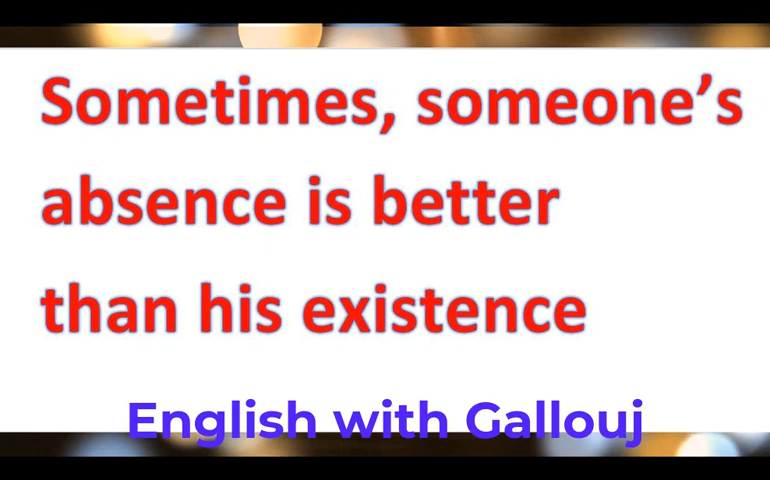 Sometimes, someone’s
absence is better
than his existence
English with Gallouj